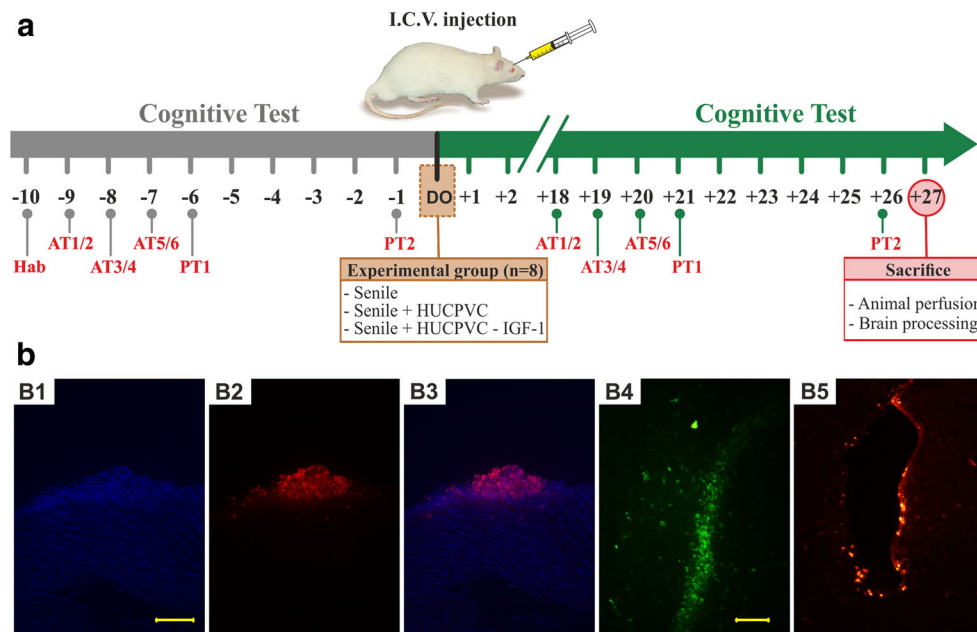 a
I.C.V. injection
Cognitive Test
Cognitive Test
-10 -9 -8 -7 -6 -5 -4 -3 -2 -1 DO +1 +2 +18 +19 +20 +21 +22 +23 +24 +25 +26 +27
AT1/2 AT5/6 PT2 AT1/2 AT5/6 PT2
Hab AT3/4 PT1 AT3/4 PT1
Experimental group (n=8)
- Senile
- Senile + HUCPVC
- Senile + HUCPVC - IGF-1
Sacrifice
- Animal perfusion
- Brain processing
b
B1 B2 B3 B4 B5